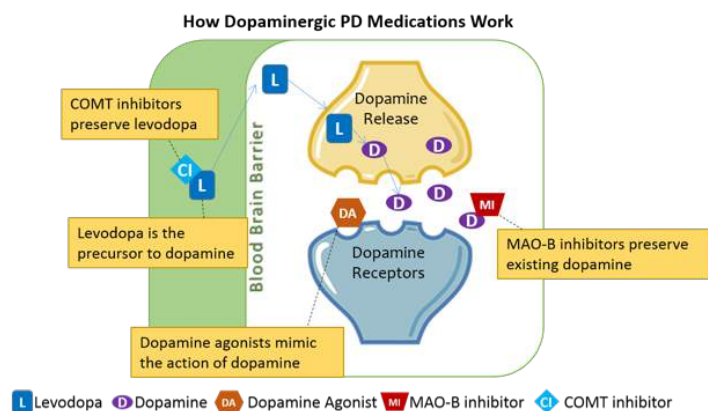 How Dopaminergic PD Medications Work
COMT inhibitors
preserve levodopa
L
L
Dopamine
Release
D
D
D
D
D
CI
L
Levodopa is the
precursor to dopamine
Blood Brain Barrier
DA
MI
MAO-B inhibitors preserve
existing dopamine
Dopamine
Receptors
Dopamine agonists mimic
the action of dopamine
L Levodopa D Dopamine DA Dopamine Agonist MI MAO-B inhibitor CI COMT inhibitor